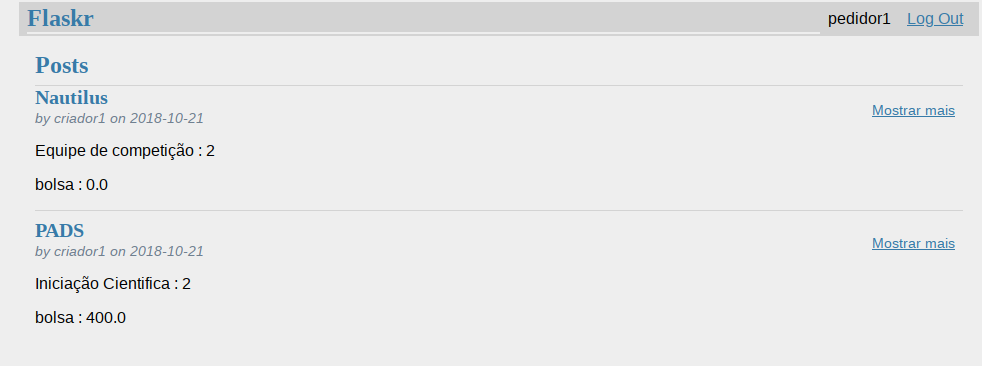 Flaskr
pedidor1 Log Out
Posts
Nautilus
by criador1 on 2018-10-21
Mostrar mais
Equipe de competição : 2
bolsa : 0.0
PADS
by criador1 on 2018-10-21
Mostrar mais
Iniciação Cientifica : 2
bolsa : 400.0